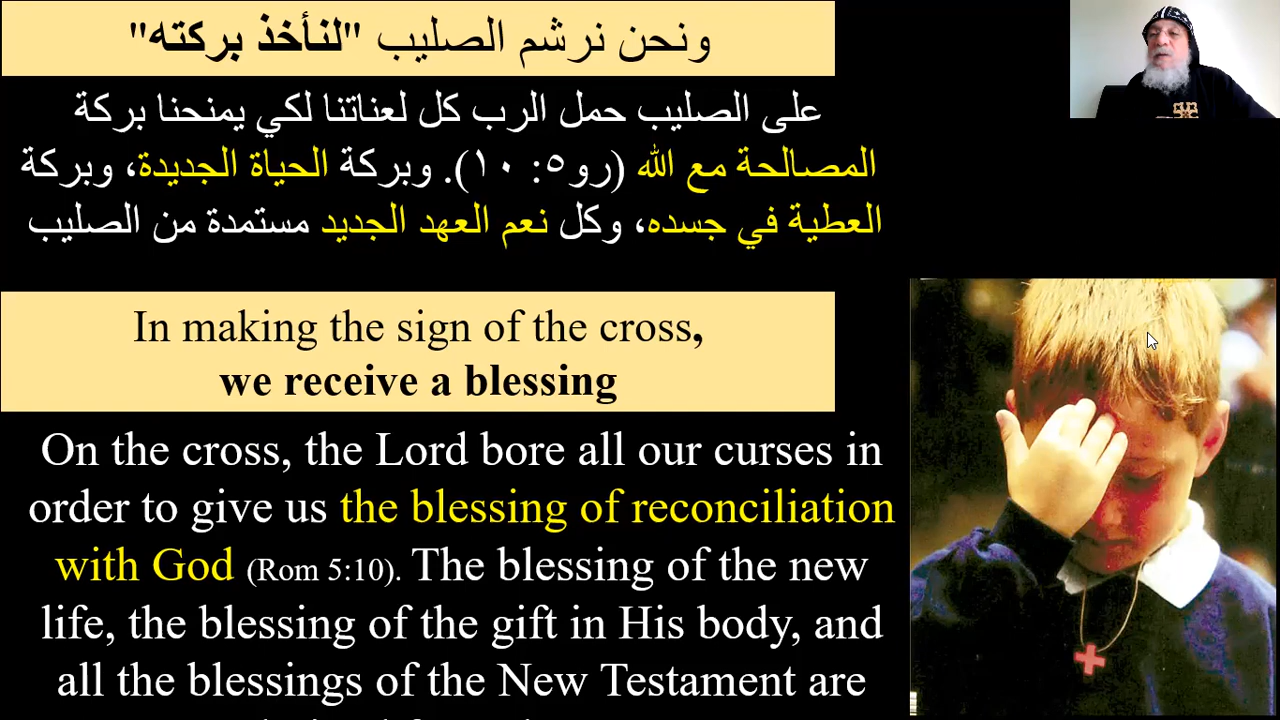 ونحن نرشم الصليب "لنأخذ بركته"
على الصليب حمل الرب كل لعناتنا لكي يمنحنا بركة
المصالحة مع الله (رو٥: ١٠). وبركة الحياة الجديدة، وبركة
العطية في جسده، وكل نعم العهد الجديد مستمدة من الصليب
In making the sign of the cross,
we receive a blessing
On the cross, the Lord bore all our curses in
order to give us the blessing of reconciliation
with God (Rom 5:10). The blessing of the new
life, the blessing of the gift in His body, and
all the blessings of the New Testament are